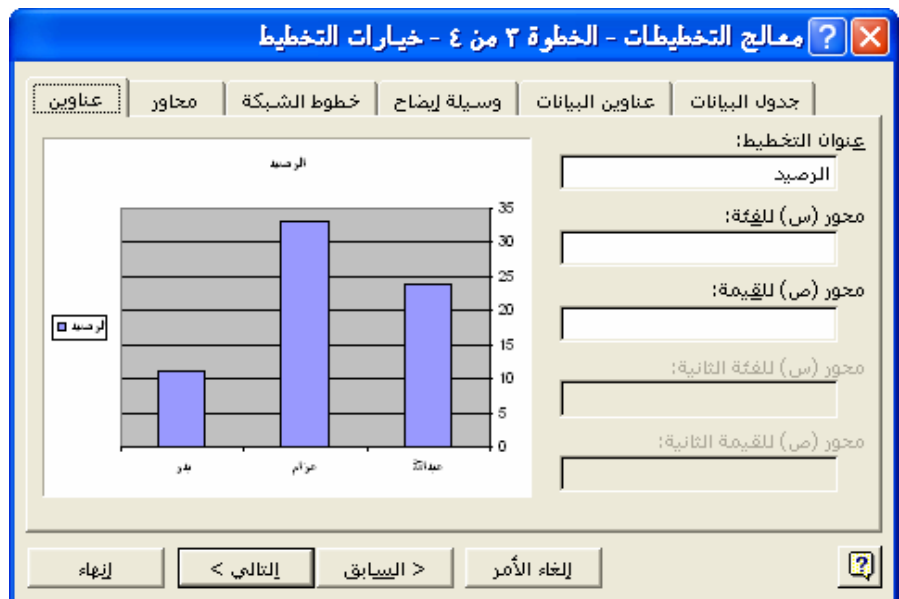 معالج التخطيطات - الخطوة ٣ من ٤ - خيارات التخطيط
عناوين
محاور
خطوط الشبكة
وسيلة إيضاح
عناوين البيانات
جدول البيانات
عنوان التخطيط:
الرصيد
محور (س) للفئة:
محور (ص) للقيمة:
محور (س) للفئة الثانية:
محور (ص) للقيمة الثانية:
الرصيد
35
30
25
20
15
10
5
0
عبدالله
عزام
بدر
الرصيد
إلغاء الأمر
< السابق
التالي >
إنهاء